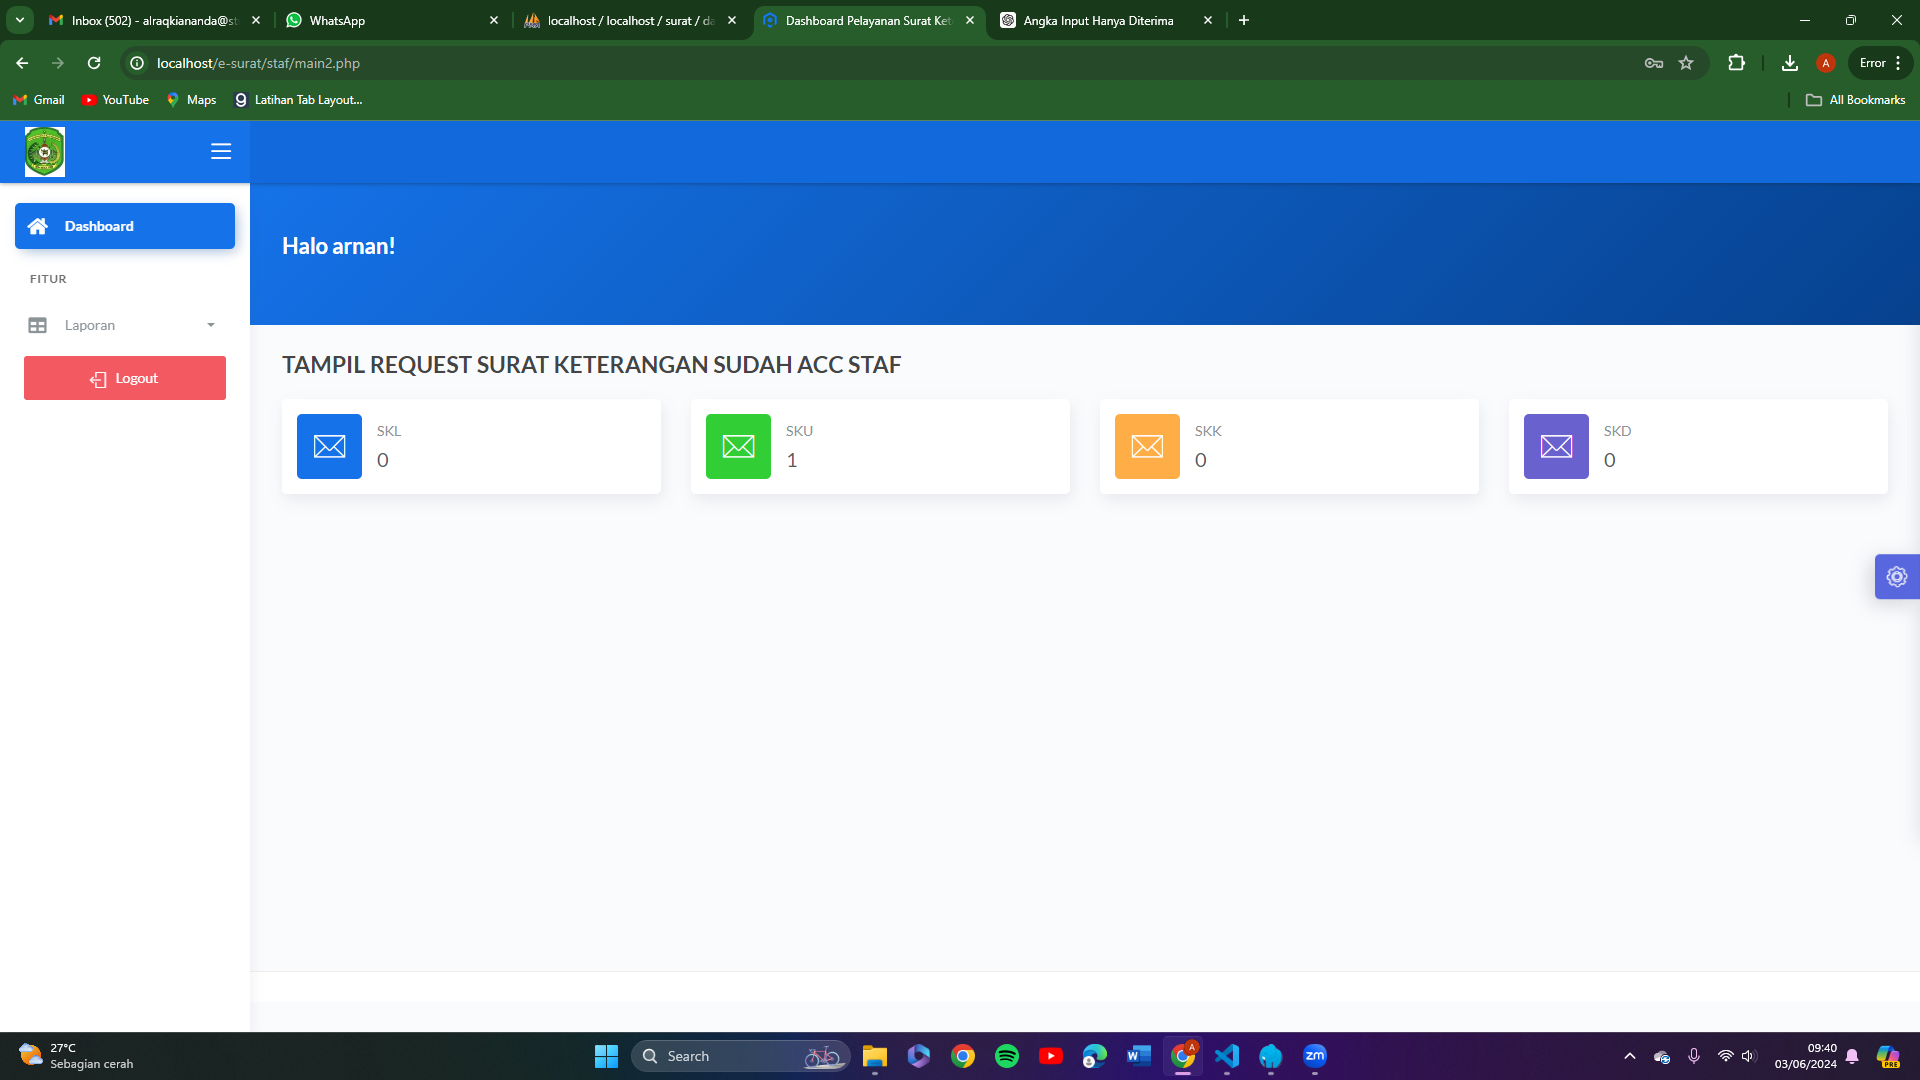 Inbox (502) - alraqkiananda@st
WhatsApp
localhost / localhost / surat / da
Dashboard Pelayanan Surat Ket
Angka Input Hanya Diterima
localhost/e-surat/staf/main2.php
A
Error
Gmail
YouTube
Maps
Latihan Tab Layout...
All Bookmarks
Dashboard
Halo arnan!
FITUR
Laporan
Logout
TAMPIL REQUEST SURAT KETERANGAN SUDAH ACC STAF
SKL
0
SKU
1
SKK
0
SKD
0
27°C
Sebagian cerah
Search
A
zm
09:40
03/06/2024
PRE